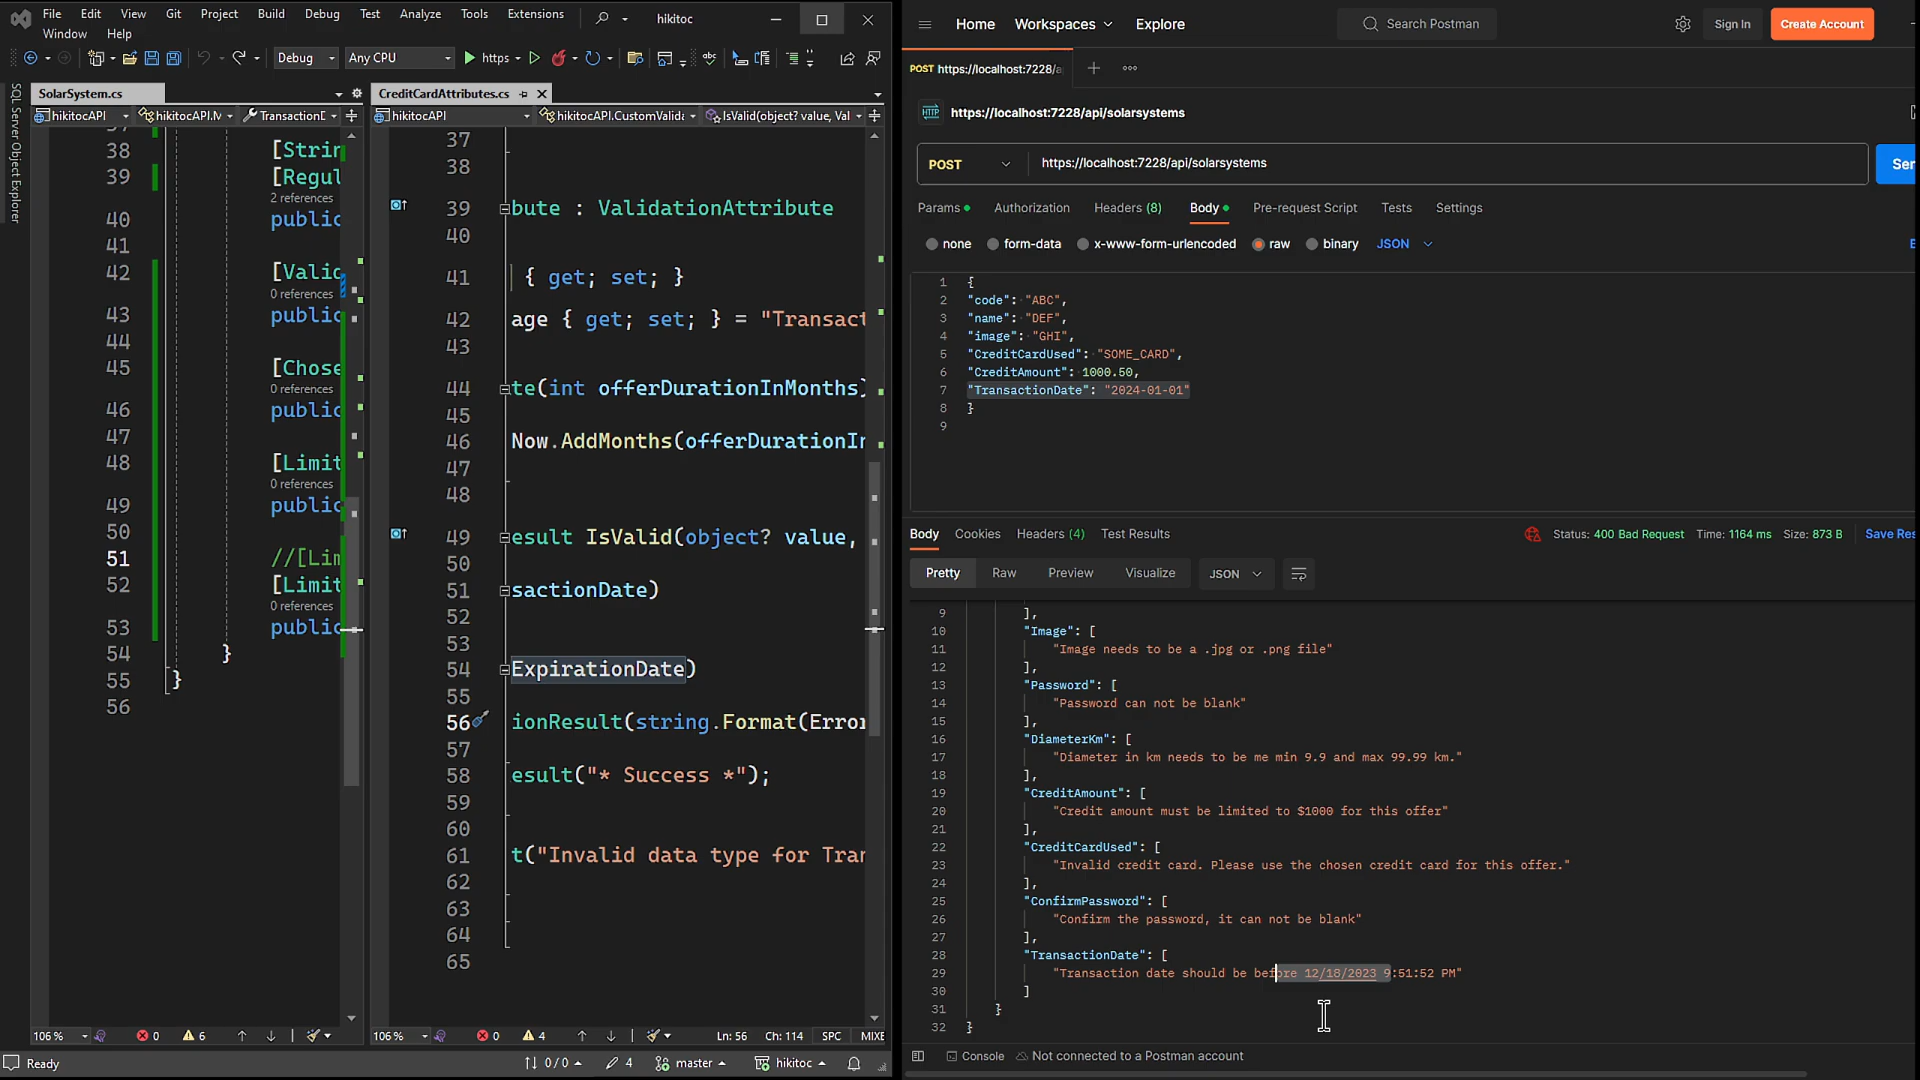 File Edit View Git Project Build Debug Test Analyze Tools Extensions hikitoc
Window Help
Debug Any CPU https
SQL Server Object Explorer
SolarSystem.cs
hikitocAPI hikitocAPI.M
38 [Strin
39 [Regul
2 references
40 public
41
42 [Valid
0 references
43 public
44
45 [Chose
0 references
46 public
47
48 [Limit
0 references
49 public
50
51 //[Lim
52 [Limit
0 references
53 public
54 }
55 }
56
106 % 0 6
CreditCardAttributes.cs
hikitocAPI hikitocAPI.CustomValida IsValid(object? value, Val
37
38
39 bute : ValidationAttribute
40
41 { get; set; }
42 age { get; set; } = "Transact
43
44 te(int offerDurationInMonths)
45
46 Now.AddMonths(offerDurationIn
47
48
49 esult IsValid(object? value,
50
51 sactionDate)
52
53
54 ExpirationDate)
55
56 ionResult(string.Format(Error
57
58 esult("* Success *");
59
60
61 t("Invalid data type for Tran
62
63
64
65
106 % 0 4 Ln: 56 Ch: 114 SPC MIXE
Ready 0 / 0 4 master hikitoc
Home Workspaces Explore Search Postman Sign In Create Account
POST https://localhost:7228/a
HTTP https://localhost:7228/api/solarsystems
POST https://localhost:7228/api/solarsystems Ser
Params Authorization Headers (8) Body Pre-request Script Tests Settings
none form-data x-www-form-urlencoded raw binary JSON
1 {
2 "code": "ABC",
3 "name": "DEF",
4 "image": "GHI",
5 "CreditCardUsed": "SOME_CARD",
6 "CreditAmount": 1000.50,
7 "TransactionDate": "2024-01-01"
8 }
9
Body Cookies Headers (4) Test Results Status: 400 Bad Request Time: 1164 ms Size: 873 B Save Res
Pretty Raw Preview Visualize JSON
9 ],
10 "Image": [
11 "Image needs to be a .jpg or .png file"
12 ],
13 "Password": [
14 "Password can not be blank"
15 ],
16 "DiameterKm": [
17 "Diameter in km needs to be me min 9.9 and max 99.99 km."
18 ],
19 "CreditAmount": [
20 "Credit amount must be limited to $1000 for this offer"
21 ],
22 "CreditCardUsed": [
23 "Invalid credit card. Please use the chosen credit card for this offer."
24 ],
25 "ConfirmPassword": [
26 "Confirm the password, it can not be blank"
27 ],
28 "TransactionDate": [
29 "Transaction date should be before 12/18/2023 9:51:52 PM"
30 ]
31 }
32 }
Console Not connected to a Postman account